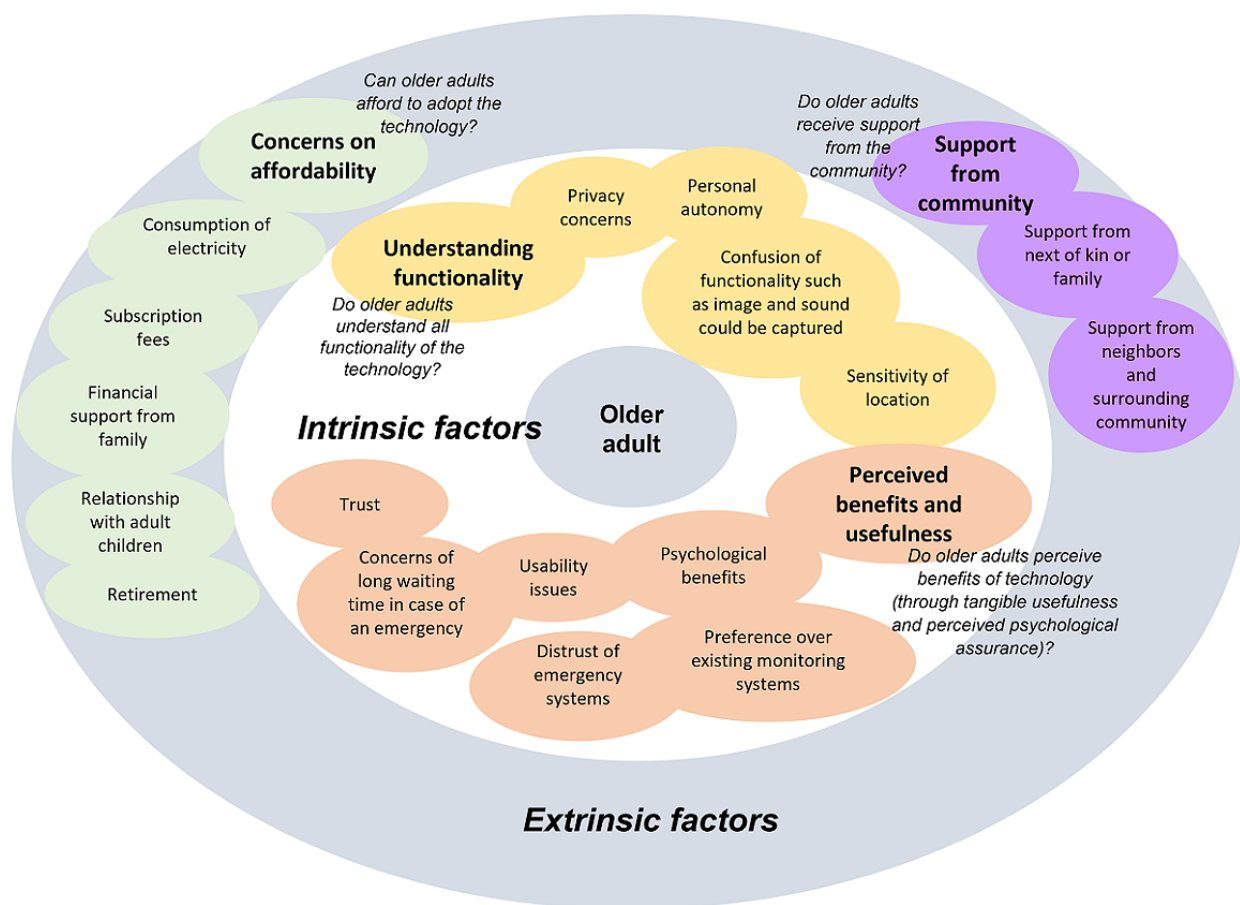 Can older adults
afford to adopt the
technology?
Concerns on
affordability
Consumption of
electricity
Subscription
fees
Financial
support from
family
Relationship
with adult
children
Retirement
Do older adults
receive support
from the
community?
Support
from
community
Support from
next of kin or
family
Support from
neighbors
and
surrounding
community
Understanding
functionality
Do older adults
understand all
functionality of the
technology?
Privacy
concerns
Personal
autonomy
Confusion of
functionality such
as image and sound
could be captured
Sensitivity of
location
Older
adult
Intrinsic factors
Perceived
benefits and
usefulness
Do older adults perceive
benefits of technology
(through tangible usefulness
and perceived psychological
assurance)?
Trust
Concerns of
long waiting
time in case of
an emergency
Usability
issues
Psychological
benefits
Distrust of
emergency
systems
Preference over
existing monitoring
systems
Extrinsic factors